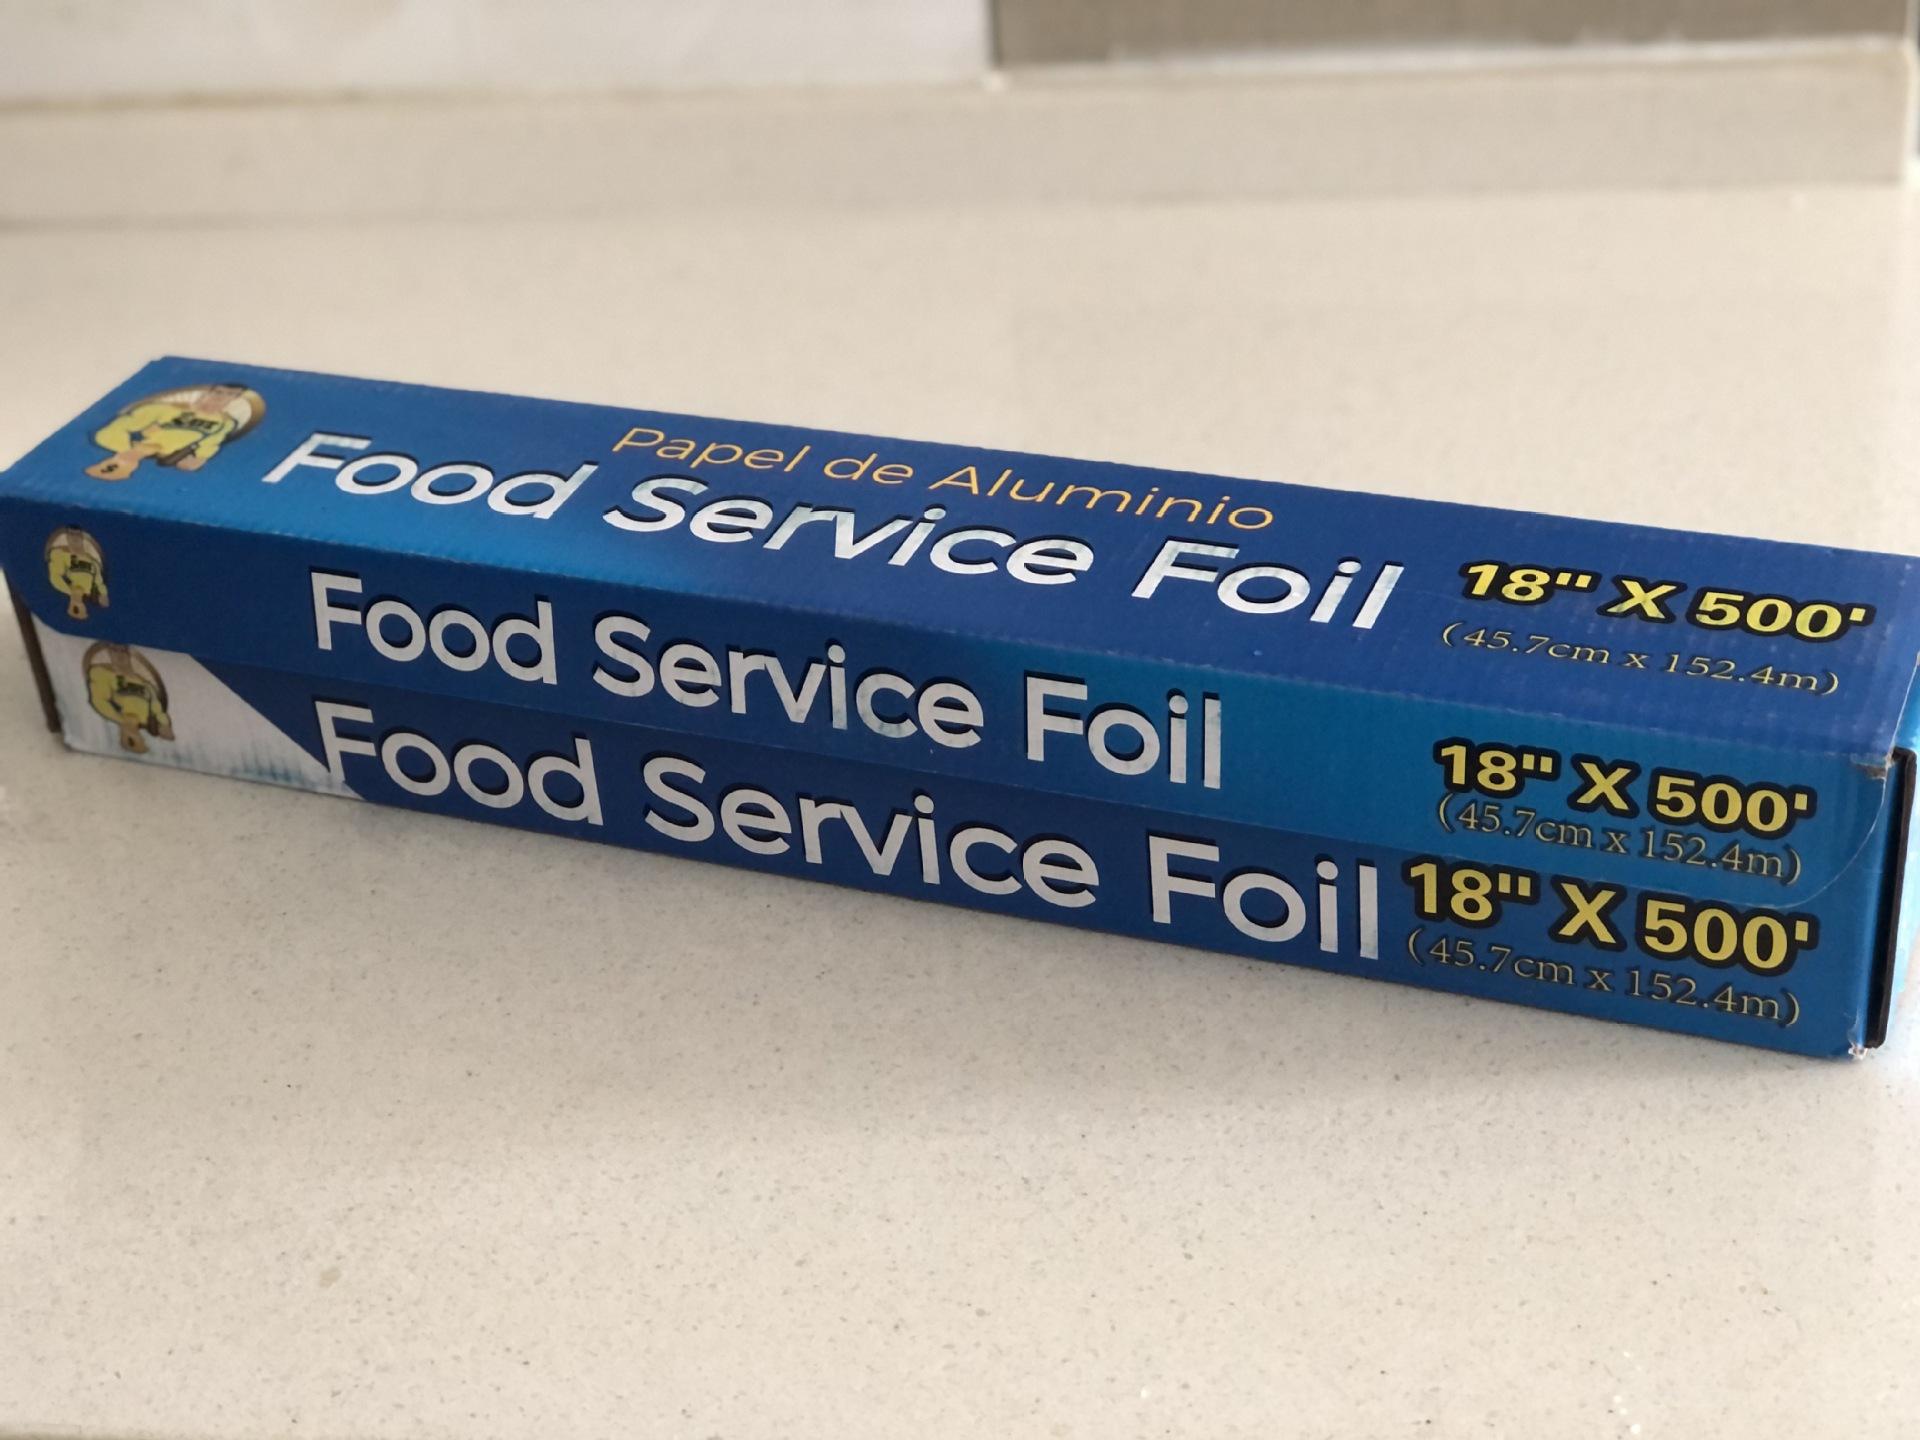 Papel de Aluminio
Food Service Foil
18" X 500'
(45.7cm x 152.4m)
Food Service Foil
18" X 500'
(45.7cm x 152.4m)
Food Service Foil
18" X 500'
(45.7cm x 152.4m)